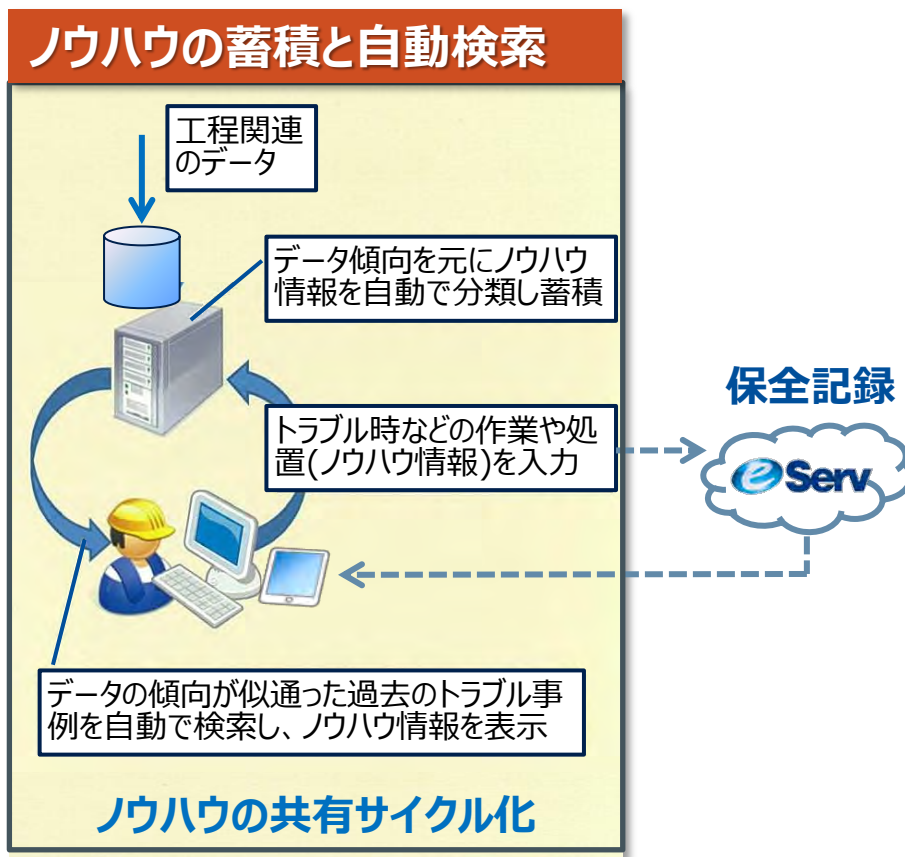 ノウハウの蓄積と自動検索
工程関連
のデータ
データ傾向を元にノウハウ
情報を自動で分類し蓄積
トラブル時などの作業や処
置(ノウハウ情報)を入力
保全記録
eServ
データの傾向が似通った過去のトラブル事
例を自動で検索し、ノウハウ情報を表示
ノウハウの共有サイクル化